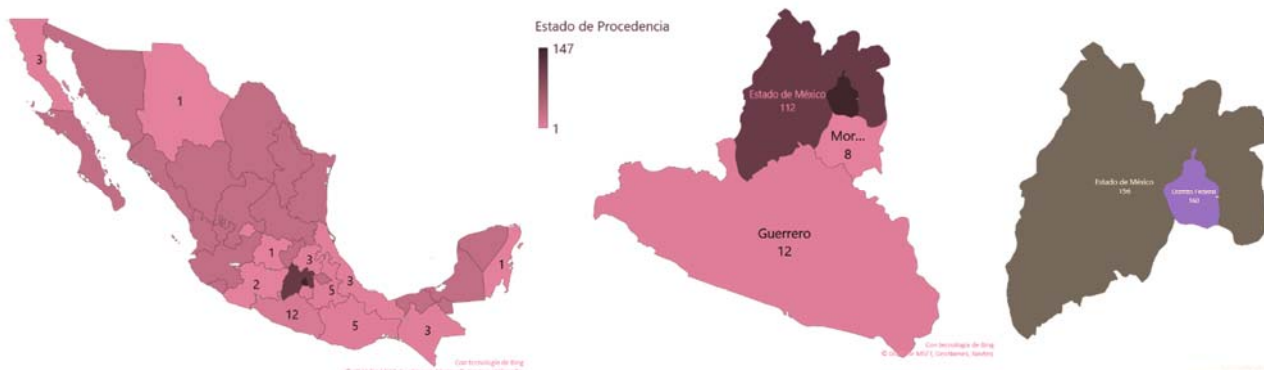 Estado de Procedencia
147
1
3
1
1
3
3
2
5
12
5
3
1
Con tecnología de Bing
Estado de México
112
Mor...
8
Guerrero
12
Con tecnología de Bing
Estado de México
156
Distrito Federal
160